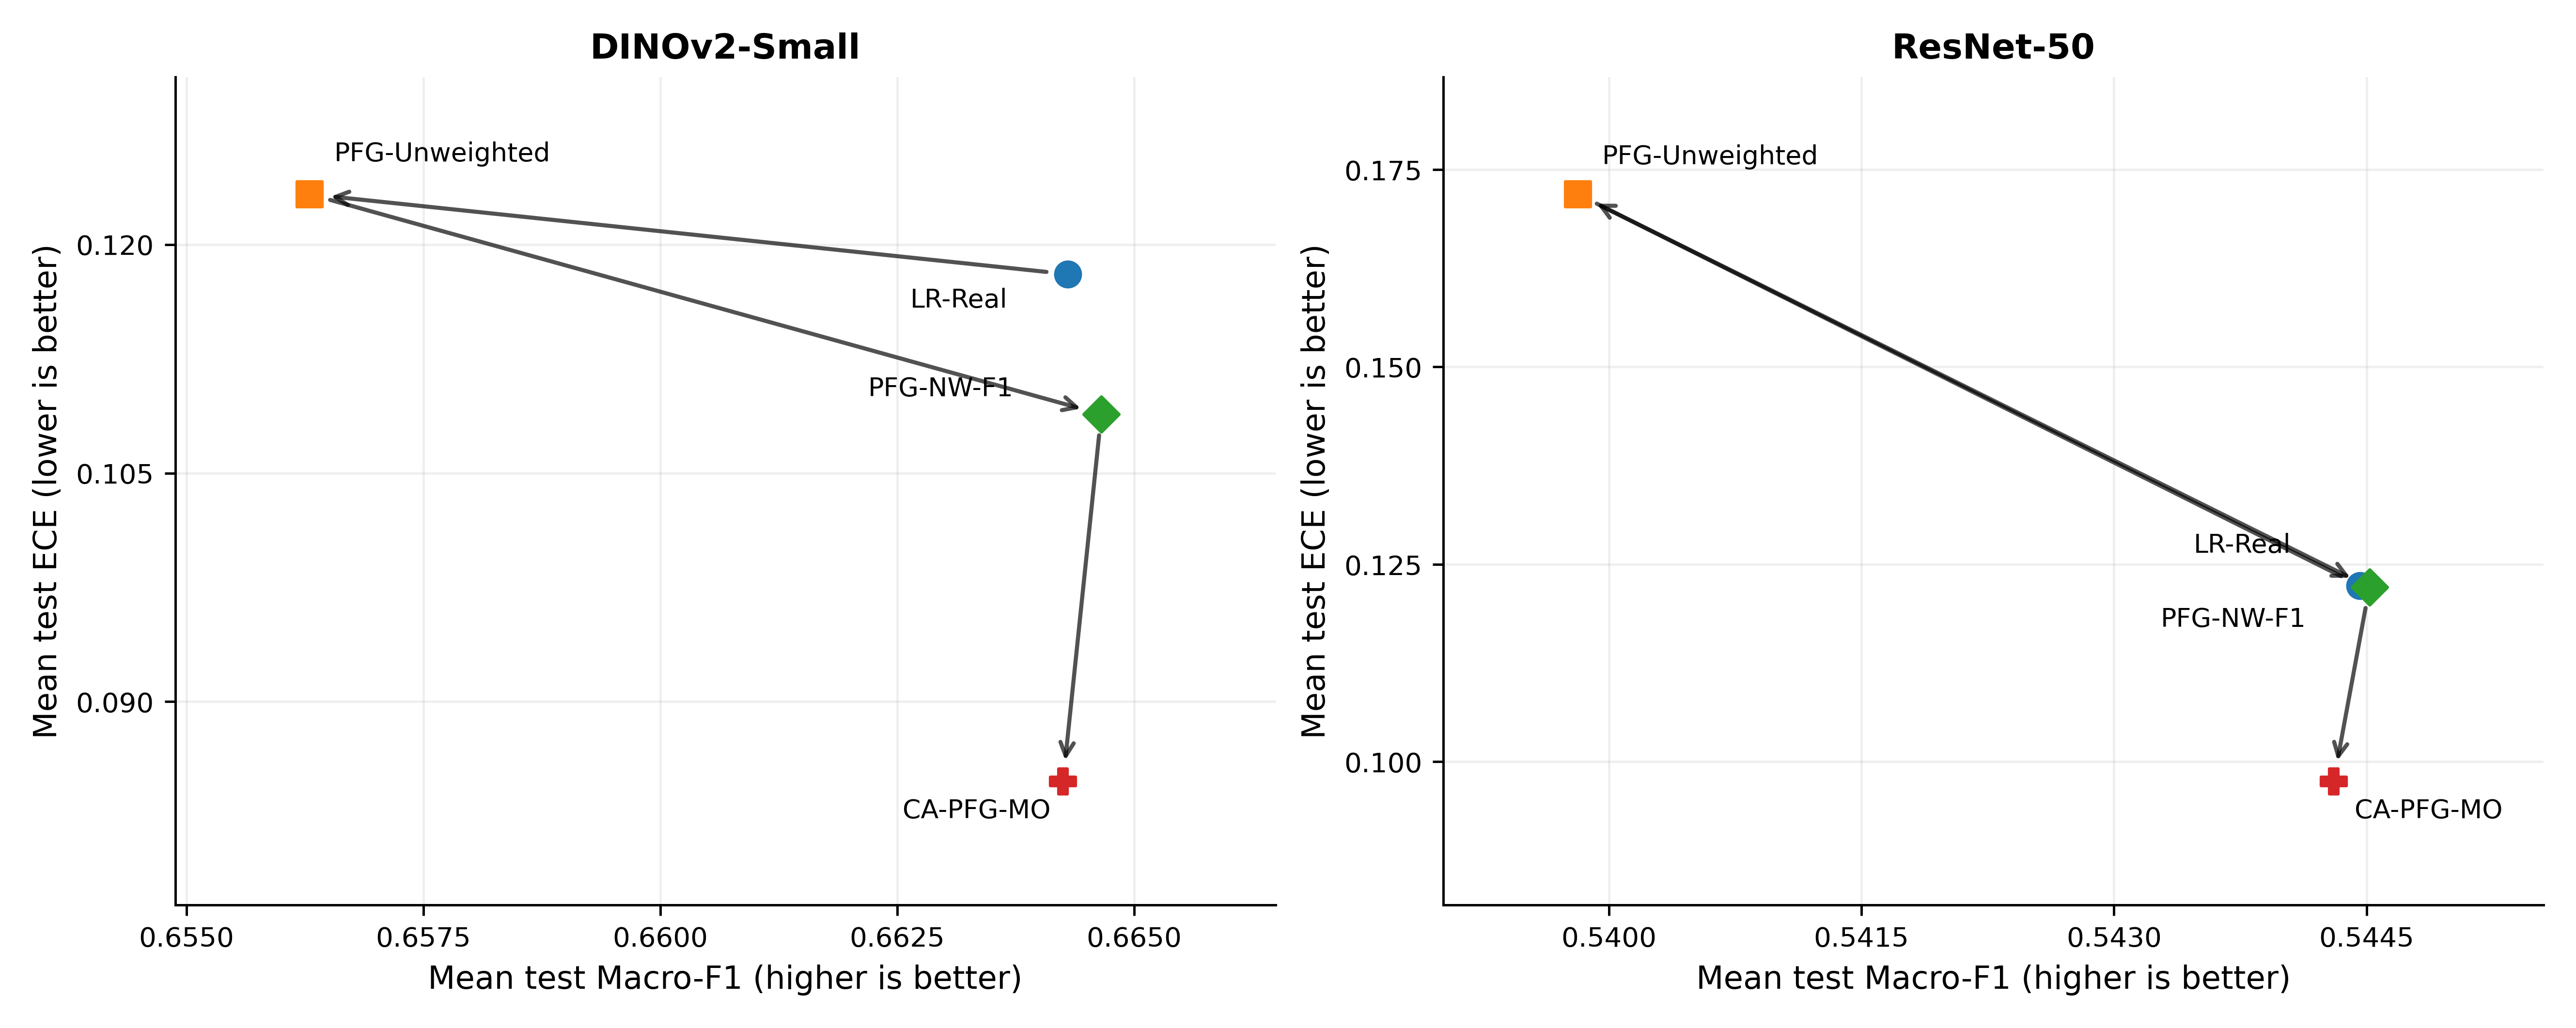 DINOv2-Small
Mean test ECE (lower is better)
0.120
0.105
0.090
PFG-Unweighted
LR-Real
PFG-NW-F1
CA-PFG-MO
0.6550 0.6575 0.6600 0.6625 0.6650
Mean test Macro-F1 (higher is better)
ResNet-50
Mean test ECE (lower is better)
0.175
0.150
0.125
0.100
PFG-Unweighted
LR-Real
PFG-NW-F1
CA-PFG-MO
0.5400 0.5415 0.5430 0.5445
Mean test Macro-F1 (higher is better)